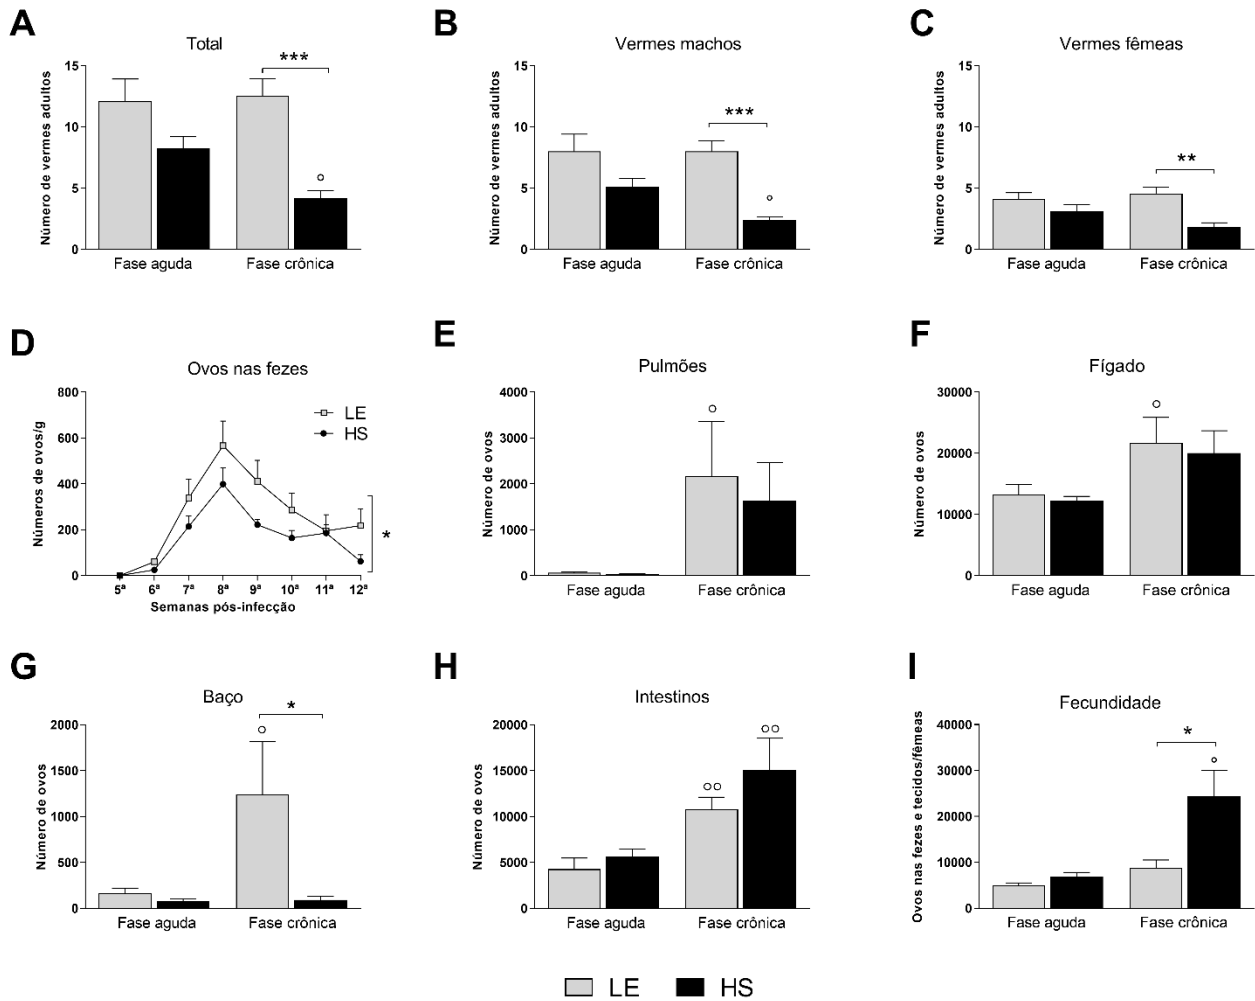 A
Total
Número de vermes adultos
15
10
5
0
***
°
Fase aguda
Fase crônica
B
Vermes machos
Número de vermes adultos
15
10
5
0
***
°
Fase aguda
Fase crônica
C
Vermes fêmeas
Número de vermes adultos
15
10
5
0
**
Fase aguda
Fase crônica
D
Ovos nas fezes
Números de ovos/g
800
600
400
200
0
LE
HS
*
5ª 6ª 7ª 8ª 9ª 10ª 11ª 12ª
Semanas pós-infecção
E
Pulmões
Número de ovos
4000
3000
2000
1000
0
°
Fase aguda
Fase crônica
F
Fígado
Número de ovos
30000
20000
10000
0
°
Fase aguda
Fase crônica
G
Baço
Número de ovos
2000
1500
1000
500
0
°
*
Fase aguda
Fase crônica
H
Intestinos
Número de ovos
20000
15000
10000
5000
0
°°
°°
Fase aguda
Fase crônica
I
Fecundidade
Ovos nas fezes e tecidos/fêmeas
40000
30000
20000
10000
0
*
°
Fase aguda
Fase crônica
LE
HS